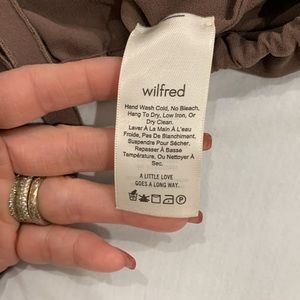 wilfred
Hand Wash Cold, No Bleach,
Hang To Dry, Low Iron, Or
Dry Clean.
Laver À La Main À L'eau
Froide, Pas De Blanchiment,
Suspendre Pour Sécher,
Repasser À Basse
Température, Ou Nettoyer À
Sec.
A LITTLE LOVE
GOES A LONG WAY.